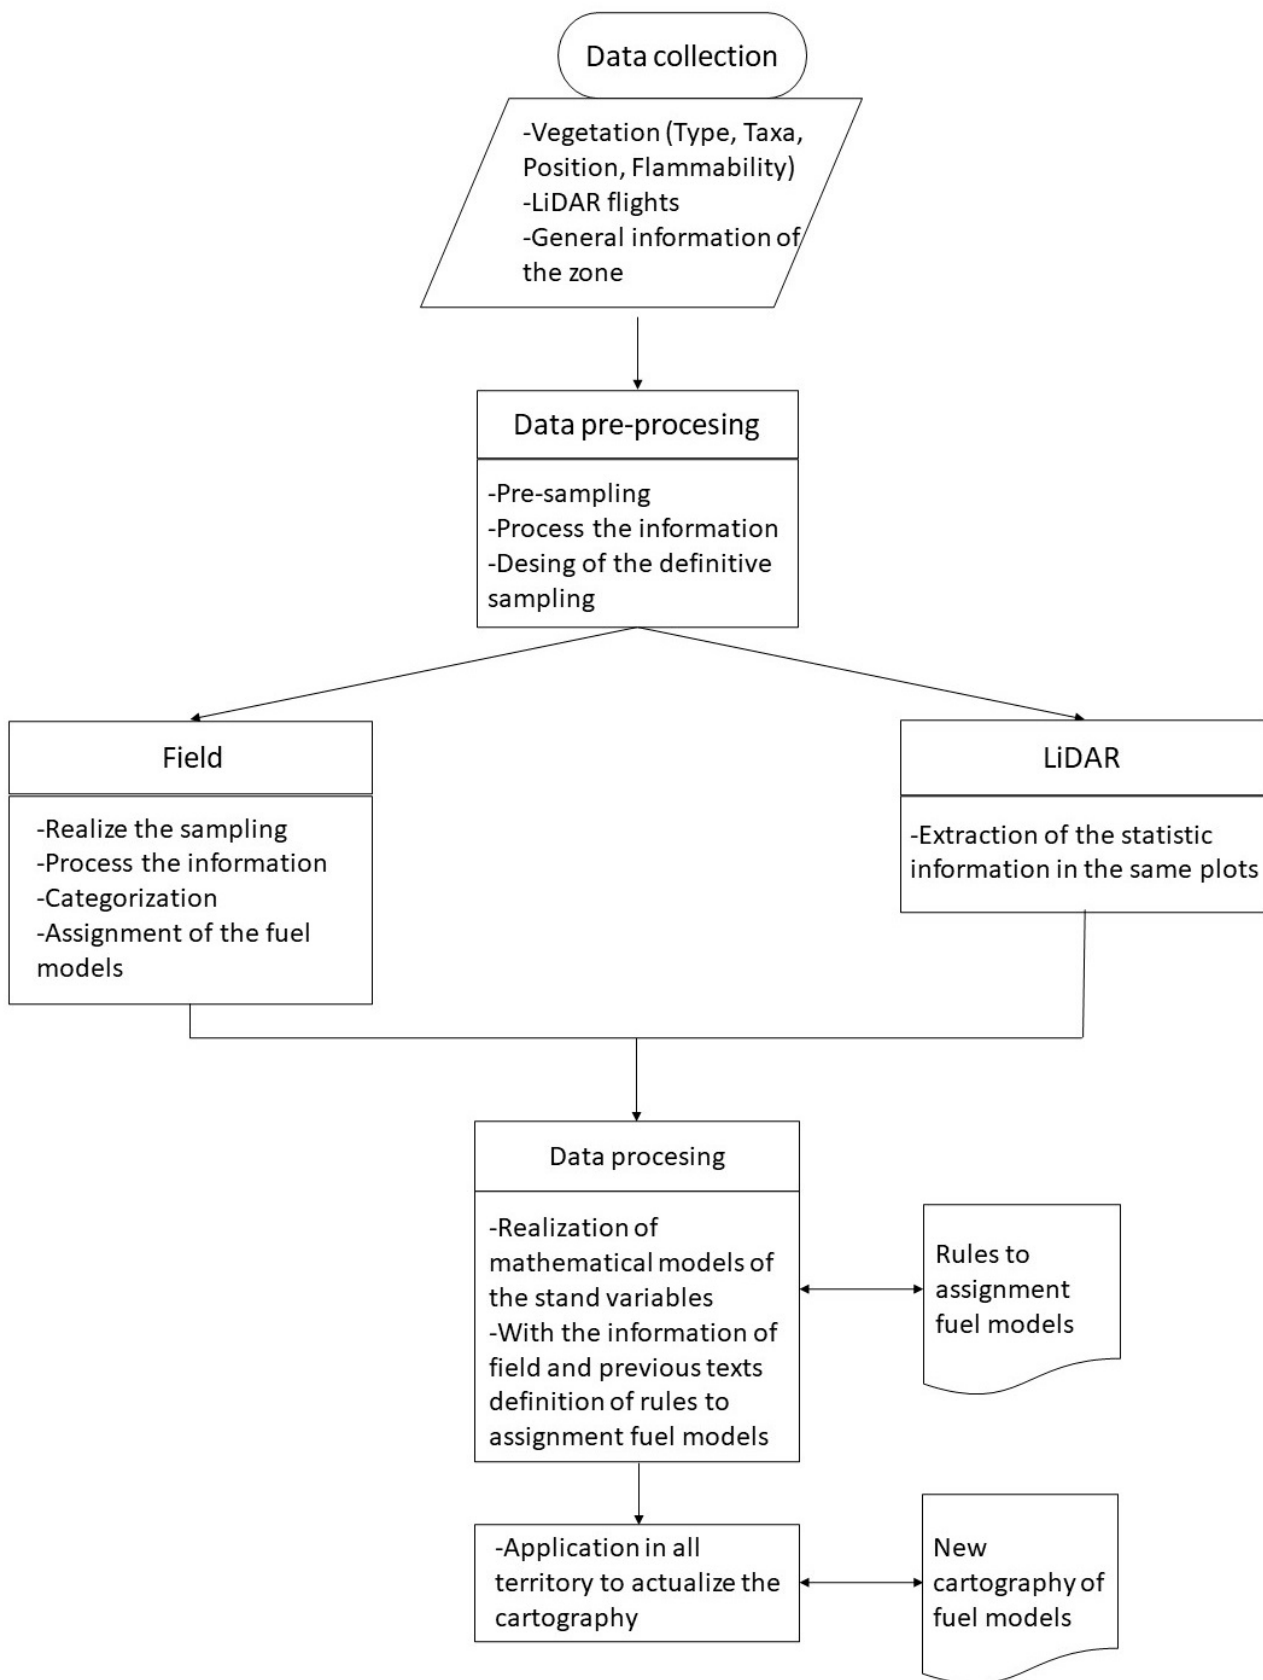 Data collection
-Vegetation (Type, Taxa,
Position, Flammability)
-LiDAR flights
-General information of
the zone
Data pre-procesing
-Pre-sampling
-Process the information
-Desing of the definitive
sampling
Field
-Realize the sampling
-Process the information
-Categorization
-Assignment of the fuel
models
LiDAR
-Extraction of the statistic
information in the same plots
Data procesing
-Realization of
mathematical models of
the stand variables
-With the information of
field and previous texts
definition of rules to
assignment fuel models
Rules to
assignment
fuel models
-Application in all
territory to actualize the
cartography
New
cartography of
fuel models